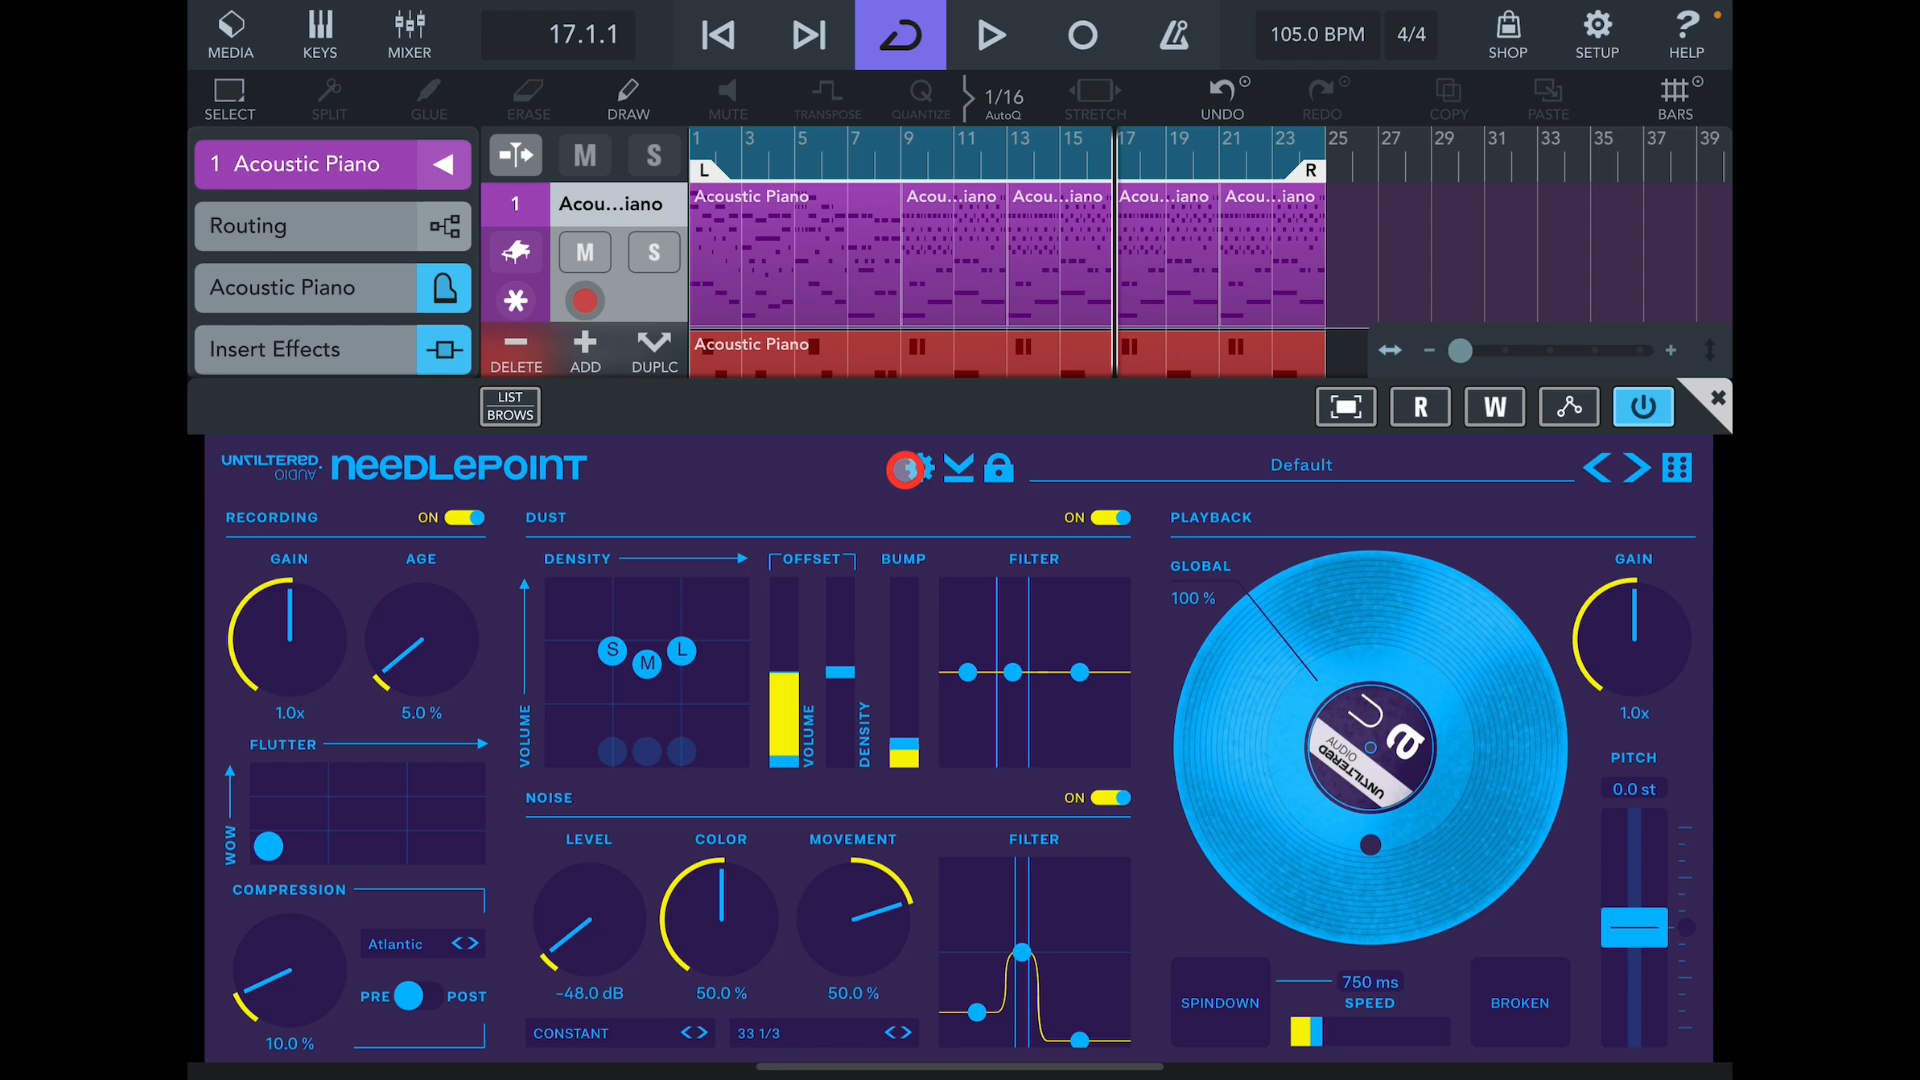 MEDIA KEYS MIXER 17.1.1 105.0 BPM 4/4 SHOP SETUP HELP
SELECT SPLIT GLUE ERASE DRAW MUTE TRANSPOSE QUANTIZE 1/16 AutoQ STRETCH UNDO REDO COPY PASTE BARS
1 Acoustic Piano M S 1 3 5 7 9 11 13 15 17 19 21 23 25 27 29 31 33 35 37 39
L R
1 Acou...iano Acoustic Piano Acou...iano Acou...iano Acou...iano Acou...iano
Routing M S
Acoustic Piano
Insert Effects DELETE ADD DUPLC Acoustic Piano
LIST BROWS R W
UNFILTERED AUDIO NEEDLEPOINT Default
RECORDING ON DUST ON PLAYBACK
GAIN AGE DENSITY OFFSET BUMP FILTER GLOBAL GAIN
100 %
S M L
1.0x 5.0 % VOLUME VOLUME DENSITY 1.0x
FLUTTER PITCH
0.0 st
WOW NOISE ON
UNFILTERED AUDIO
LEVEL COLOR MOVEMENT FILTER
COMPRESSION
Atlantic
PRE POST -48.0 dB 50.0 % 50.0 % 750 ms
SPINDOWN SPEED BROKEN
10.0 % CONSTANT 33 1/3